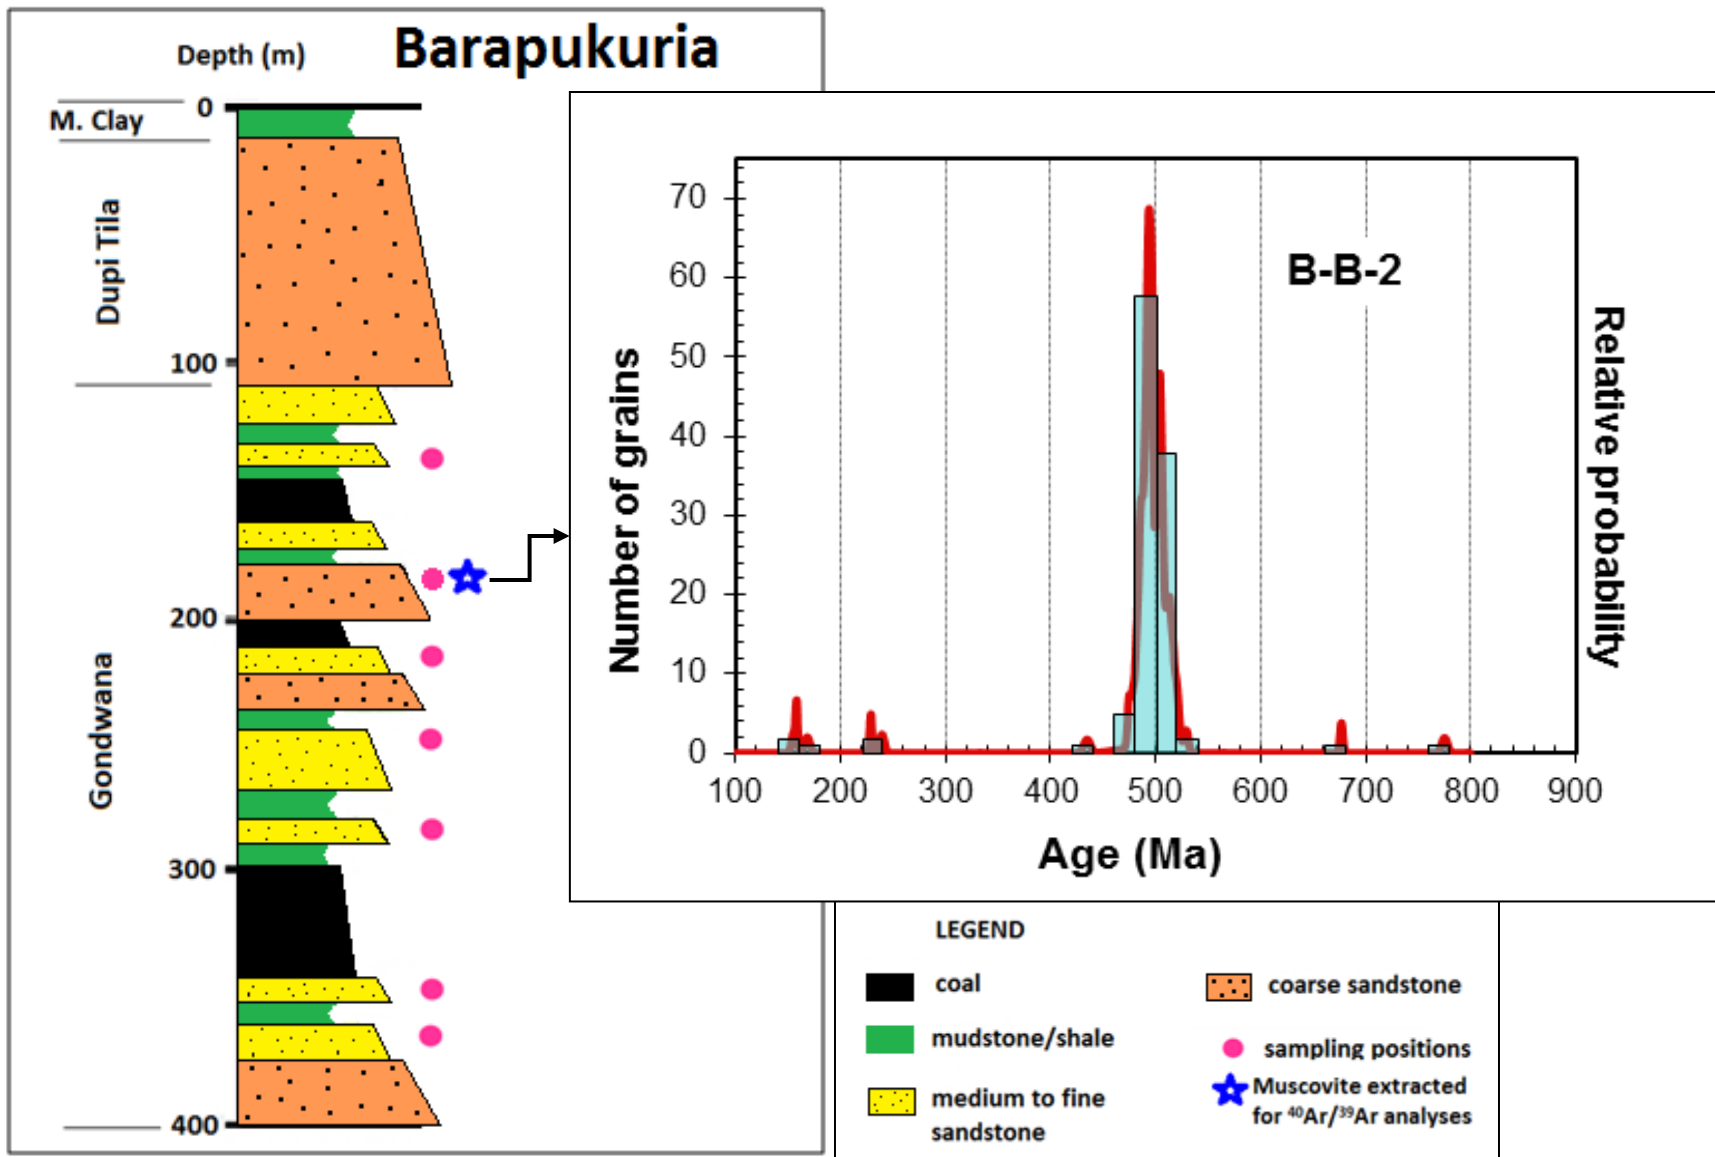 Barapukuria
Depth (m)
0
M. Clay
Dupi Tila
100
200
Gondwana
300
400
B-B-2
Number of grains
Relative probability
70
60
50
40
30
20
10
0
100 200 300 400 500 600 700 800 900
Age (Ma)
LEGEND
coal
coarse sandstone
mudstone/shale
sampling positions
medium to fine
sandstone
Muscovite extracted
for ⁴⁰Ar/³⁹Ar analyses